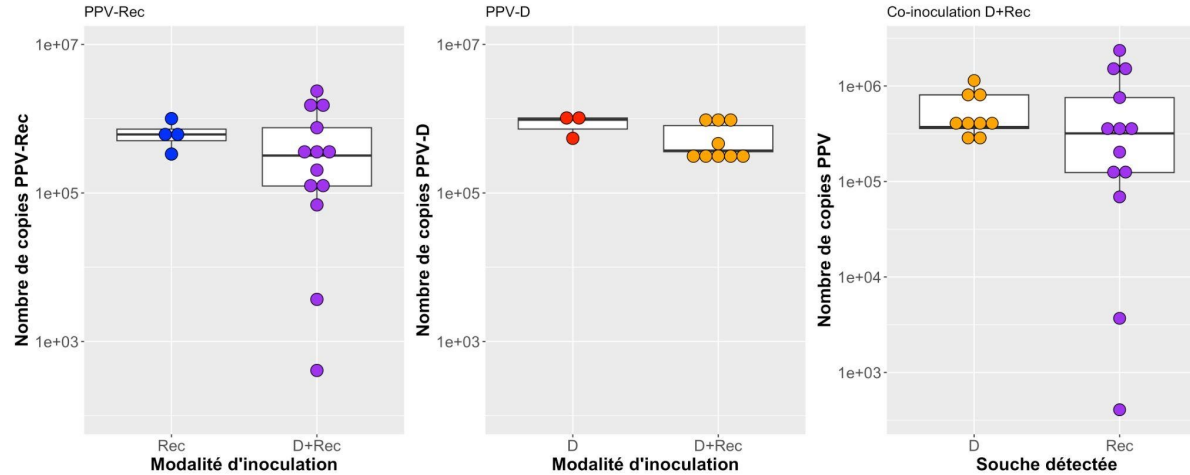 PPV-Rec
Nombre de copies PPV-Rec
1e+07
1e+05
1e+03
Rec
D+Rec
Modalité d'inoculation
PPV-D
Nombre de copies PPV-D
1e+07
1e+05
1e+03
D
D+Rec
Modalité d'inoculation
Co-inoculation D+Rec
Nombre de copies PPV
1e+06
1e+05
1e+04
1e+03
D
Rec
Souche détectée